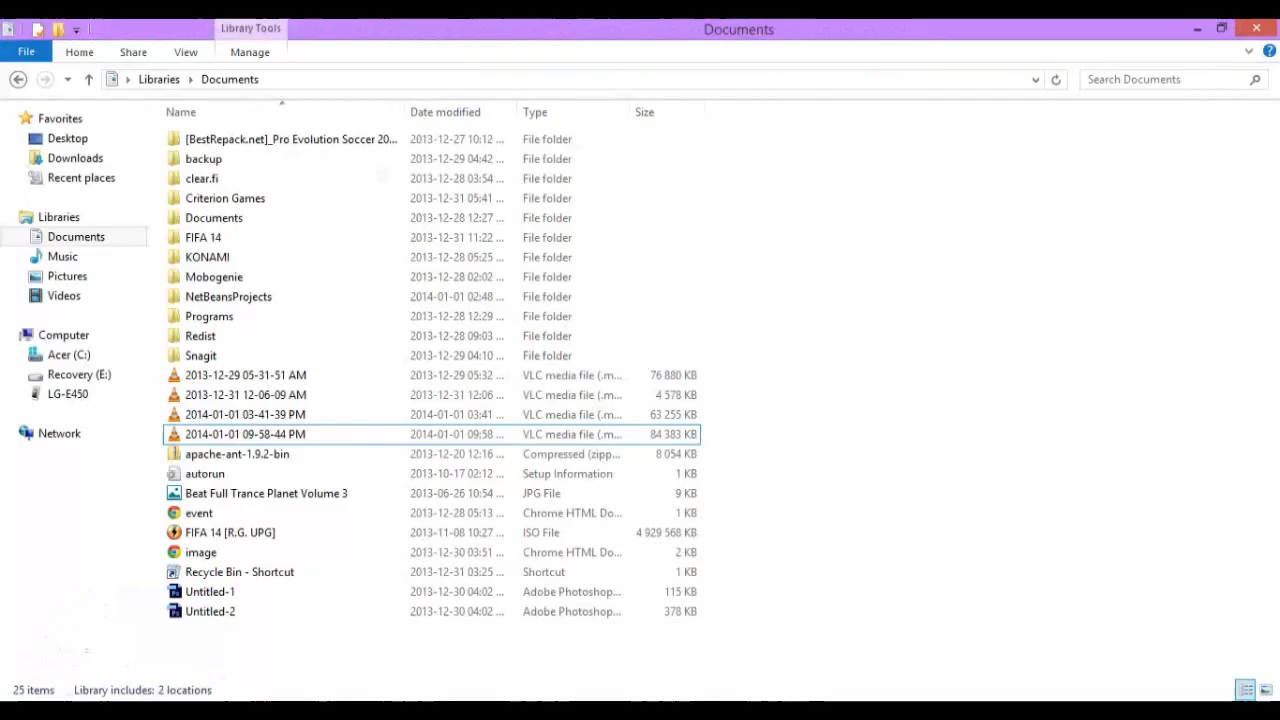 Library Tools
Documents
File Home Share View Manage
Libraries Documents Search Documents
Name Date modified Type Size
Favorites
Desktop
Downloads
Recent places
Libraries
Documents
Music
Pictures
Videos
Computer
Acer (C:)
Recovery (E:)
LG-E450
Network
[BestRepack.net]_Pro Evolution Soccer 20... 2013-12-27 10:12 ... File folder
backup 2013-12-29 04:42 ... File folder
clear.fi 2013-12-28 03:54 ... File folder
Criterion Games 2013-12-31 05:41 ... File folder
Documents 2013-12-28 12:27 ... File folder
FIFA 14 2013-12-31 11:22 ... File folder
KONAMI 2013-12-28 05:25 ... File folder
Mobogenie 2013-12-28 02:02 ... File folder
NetBeansProjects 2014-01-01 02:48 ... File folder
Programs 2013-12-28 12:29 ... File folder
Redist 2013-12-28 09:03 ... File folder
Snagit 2013-12-29 04:10 ... File folder
2013-12-29 05-31-51 AM 2013-12-29 05:32 ... VLC media file (.m... 76 880 KB
2013-12-31 12-06-09 AM 2013-12-31 12:06 ... VLC media file (.m... 4 578 KB
2014-01-01 03-41-39 PM 2014-01-01 03:41 ... VLC media file (.m... 63 255 KB
2014-01-01 09-58-44 PM 2014-01-01 09:58 ... VLC media file (.m... 84 383 KB
apache-ant-1.9.2-bin 2013-12-20 12:16 ... Compressed (zipp... 8 054 KB
autorun 2013-10-17 02:12 ... Setup Information 1 KB
Beat Full Trance Planet Volume 3 2013-06-26 10:54 ... JPG File 9 KB
event 2013-12-28 05:13 ... Chrome HTML Do... 1 KB
FIFA 14 [R.G. UPG] 2013-11-08 10:27 ... ISO File 4 929 568 KB
image 2013-12-30 03:51 ... Chrome HTML Do... 2 KB
Recycle Bin - Shortcut 2013-12-31 03:25 ... Shortcut 1 KB
Untitled-1 2013-12-30 04:02 ... Adobe Photoshop... 115 KB
Untitled-2 2013-12-30 04:02 ... Adobe Photoshop... 378 KB
25 items Library includes: 2 locations